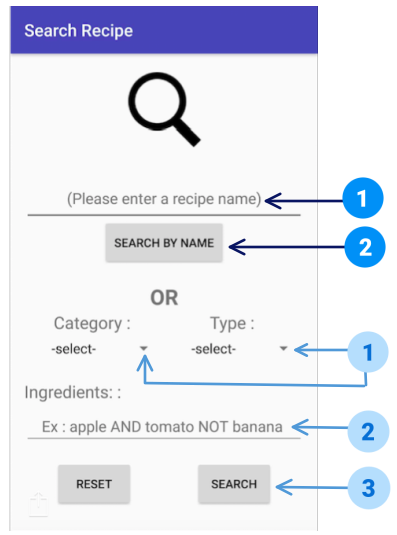 Search Recipe
(Please enter a recipe name)
1
SEARCH BY NAME
2
OR
Category : Type :
-select- -select-
1
Ingredients: :
Ex : apple AND tomato NOT banana
2
RESET SEARCH
3